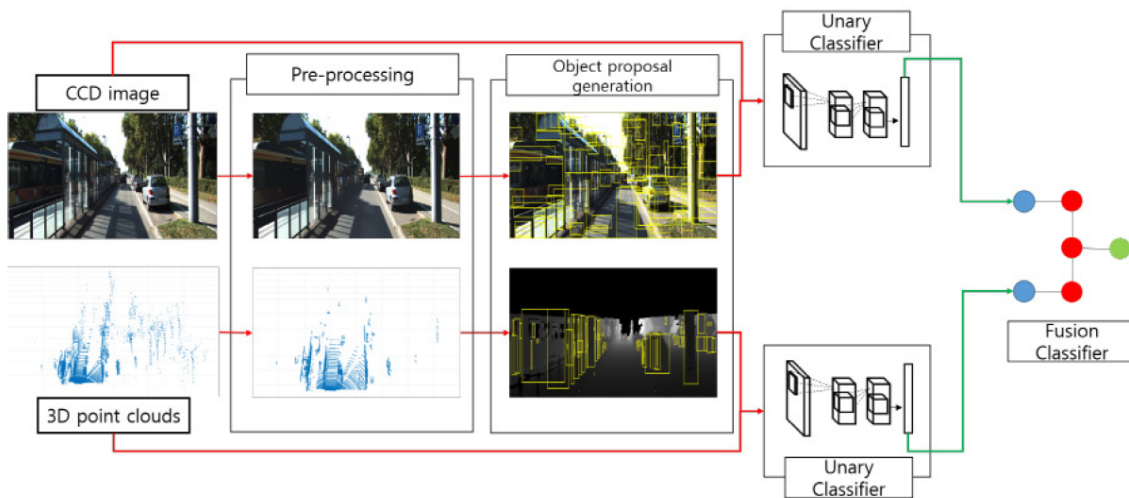 Unary
Classifier
Pre-processing
Object proposal
generation
CCD image
Fusion
Classifier
3D point clouds
Unary
Classifier